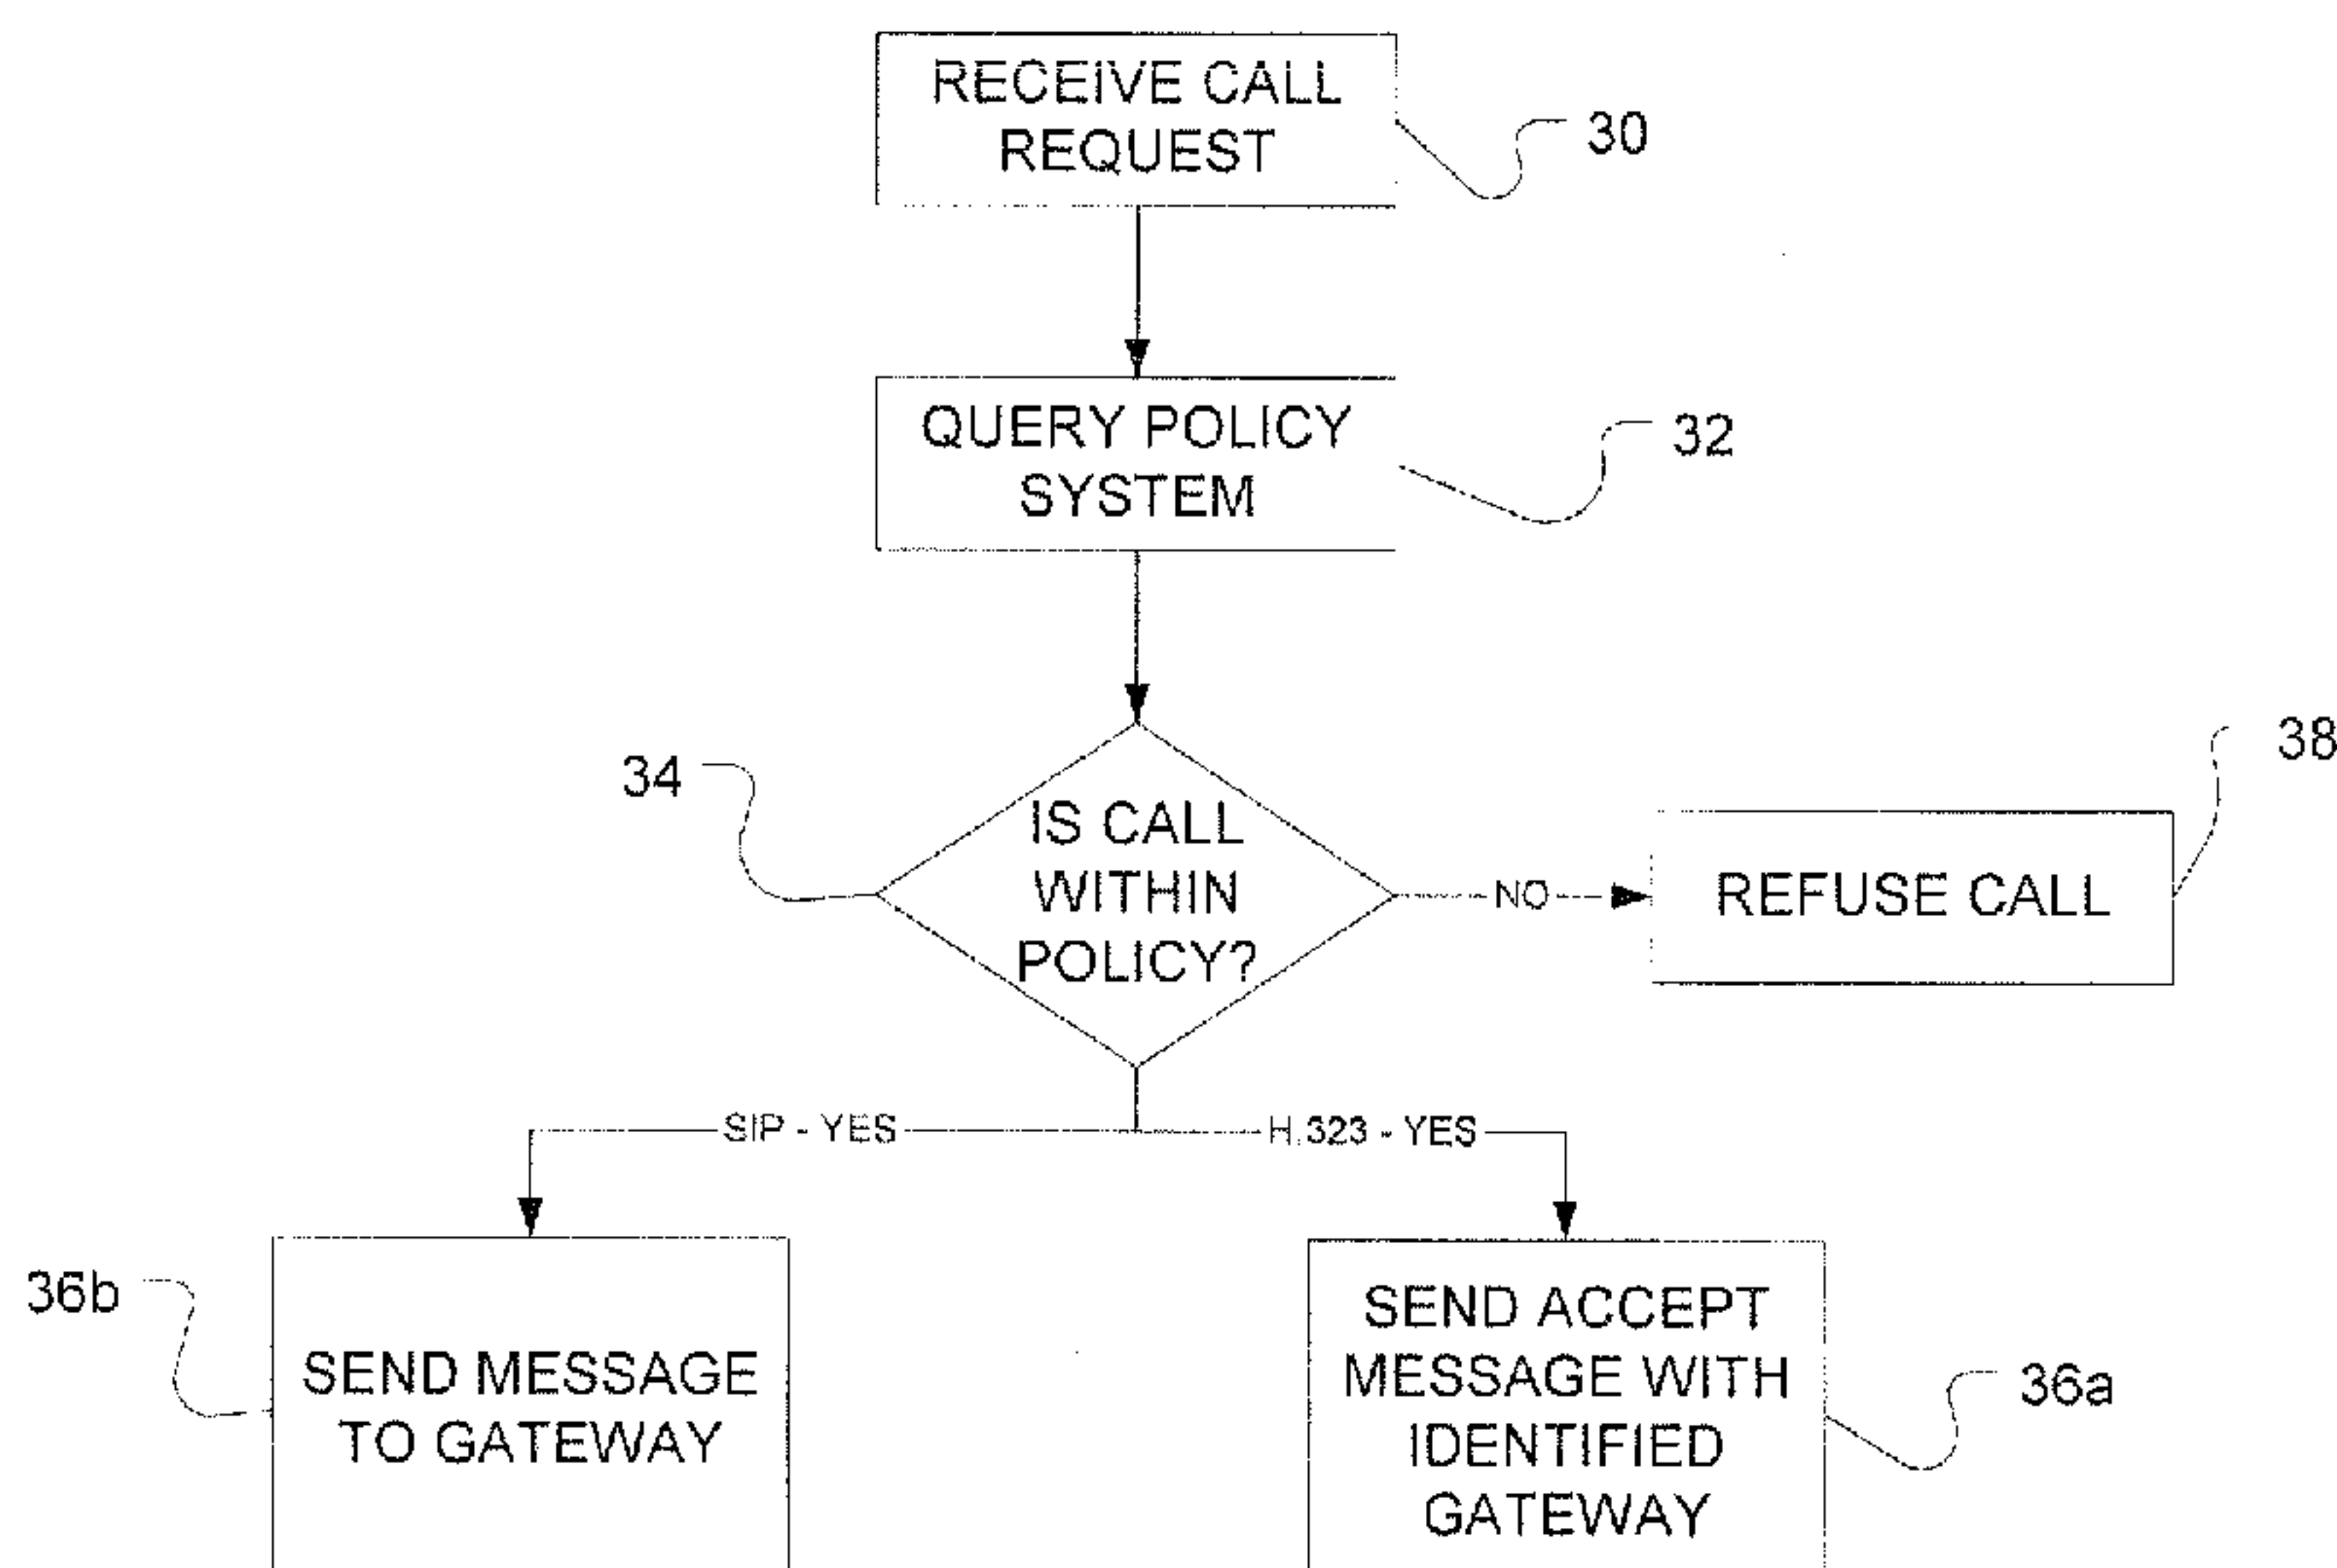 RECEIVE CALL
REQUEST
30
QUERY POLICY
SYSTEM
32
34
IS CALL
WITHIN
POLICY?
NO
REFUSE CALL
38
SIP - YES
H.323 - YES
36b
SEND MESSAGE
TO GATEWAY
SEND ACCEPT
MESSAGE WITH
IDENTIFIED
GATEWAY
36a